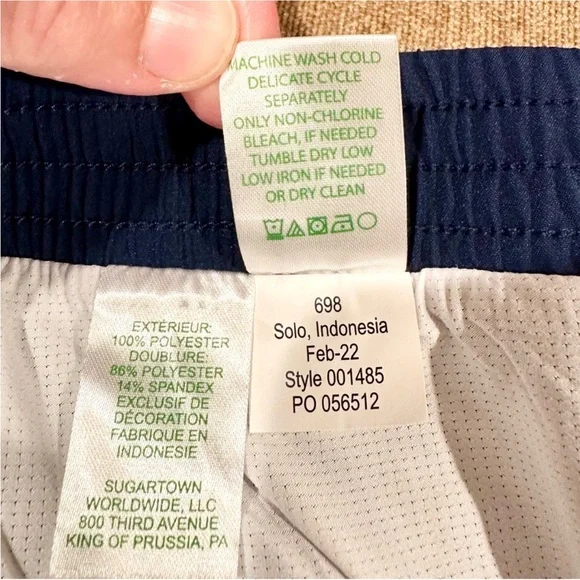 MACHINE WASH COLD
DELICATE CYCLE
SEPARATELY
ONLY NON-CHLORINE
BLEACH, IF NEEDED
TUMBLE DRY LOW
LOW IRON IF NEEDED
OR DRY CLEAN
698
Solo, Indonesia
Feb-22
Style 001485
PO 056512
EXTÉRIEUR:
100% POLYESTER
DOUBLURE:
86% POLYESTER
14% SPANDEX
EXCLUSIF DE
DÉCORATION
FABRIQUE EN
INDONESIE
SUGARTOWN
WORLDWIDE, LLC
800 THIRD AVENUE
KING OF PRUSSIA, PA